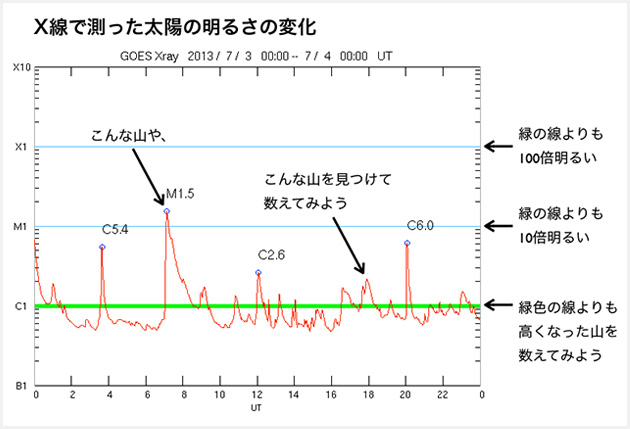 X線で測った太陽の明るさの変化
GOES Xray 2013/ 7/ 3 00:00-- 7/ 4 00:00 UT
X10
こんな山や、
緑の線よりも
100倍明るい
X1
こんな山を見つけて
数えてみよう
M1.5
緑の線よりも
10倍明るい
M1
C5.4
C6.0
C2.6
緑色の線よりも
高くなった山を
数えてみよう
C1
B1
0 2 4 6 8 10 12 14 16 18 20 22 0
UT